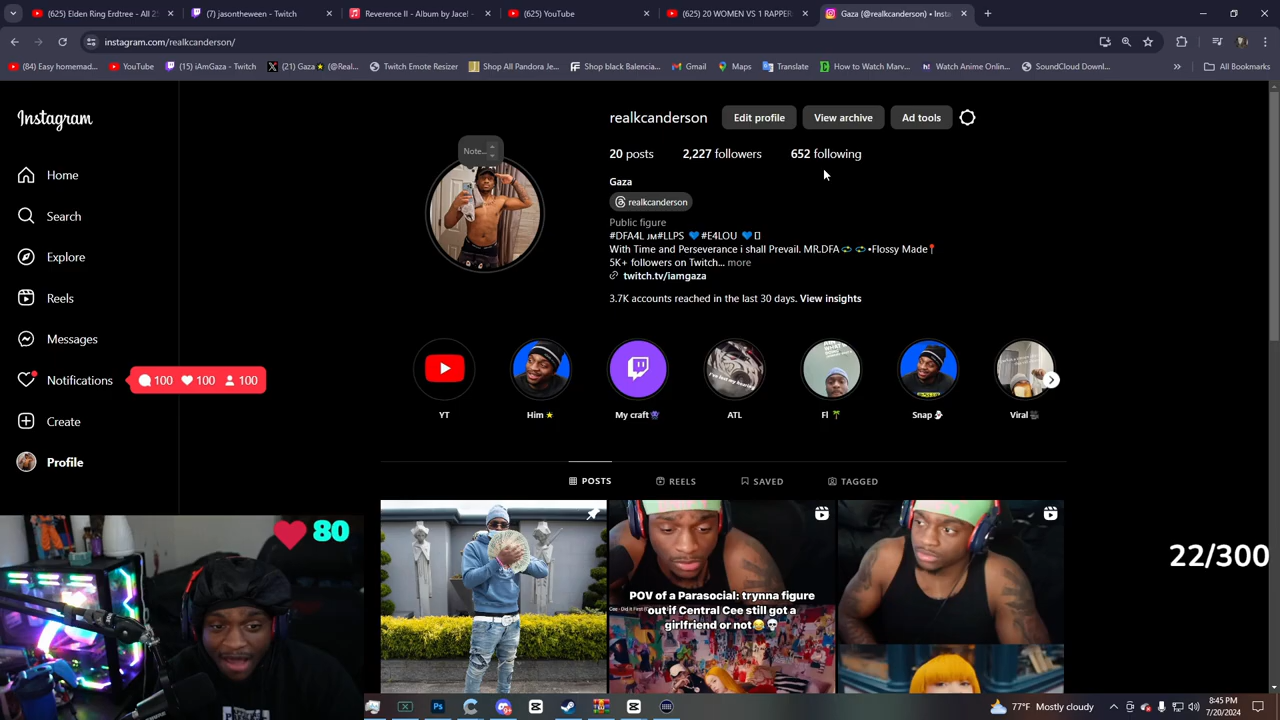 (625) Elden Ring Erdtree - All 25
(7) jasontheween - Twitch
Reverence II - Album by Jace!
(625) YouTube
(625) 20 WOMEN VS 1 RAPPER
Gaza (@realkcanderson) • Insta
instagram.com/realkcanderson/
(84) Easy homemad...
YouTube
(15) iAmGaza - Twitch
(21) Gaza★ (@Real...
Twitch Emote Resizer
Shop All Pandora Je...
Shop black Balencia...
Gmail
Maps
Translate
How to Watch Marv...
Watch Anime Onlin...
SoundCloud Downl...
All Bookmarks
Instagram
Home
Search
Explore
Reels
Messages
Notifications
100 100 100
Create
Profile
Note...
realkcanderson
Edit profile
View archive
Ad tools
20 posts
2,227 followers
652 following
Gaza
realkcanderson
Public figure
#DFA4L ᴊᴍ#LLPS 💙#E4LOU 💙▯
With Time and Perseverance i shall Prevail. MR.DFA •Flossy Made📍
5K+ followers on Twitch... more
twitch.tv/iamgaza
3.7K accounts reached in the last 30 days. View insights
YT
Him ★
My craft
ATL
Fl 🌴
Snap
Viral
POSTS
REELS
SAVED
TAGGED
POV of a Parasocial: trynna figure
out if Central Cee still got a
girlfriend or not😂💀
80
22/300
77°F Mostly cloudy
8:45 PM
7/20/2024